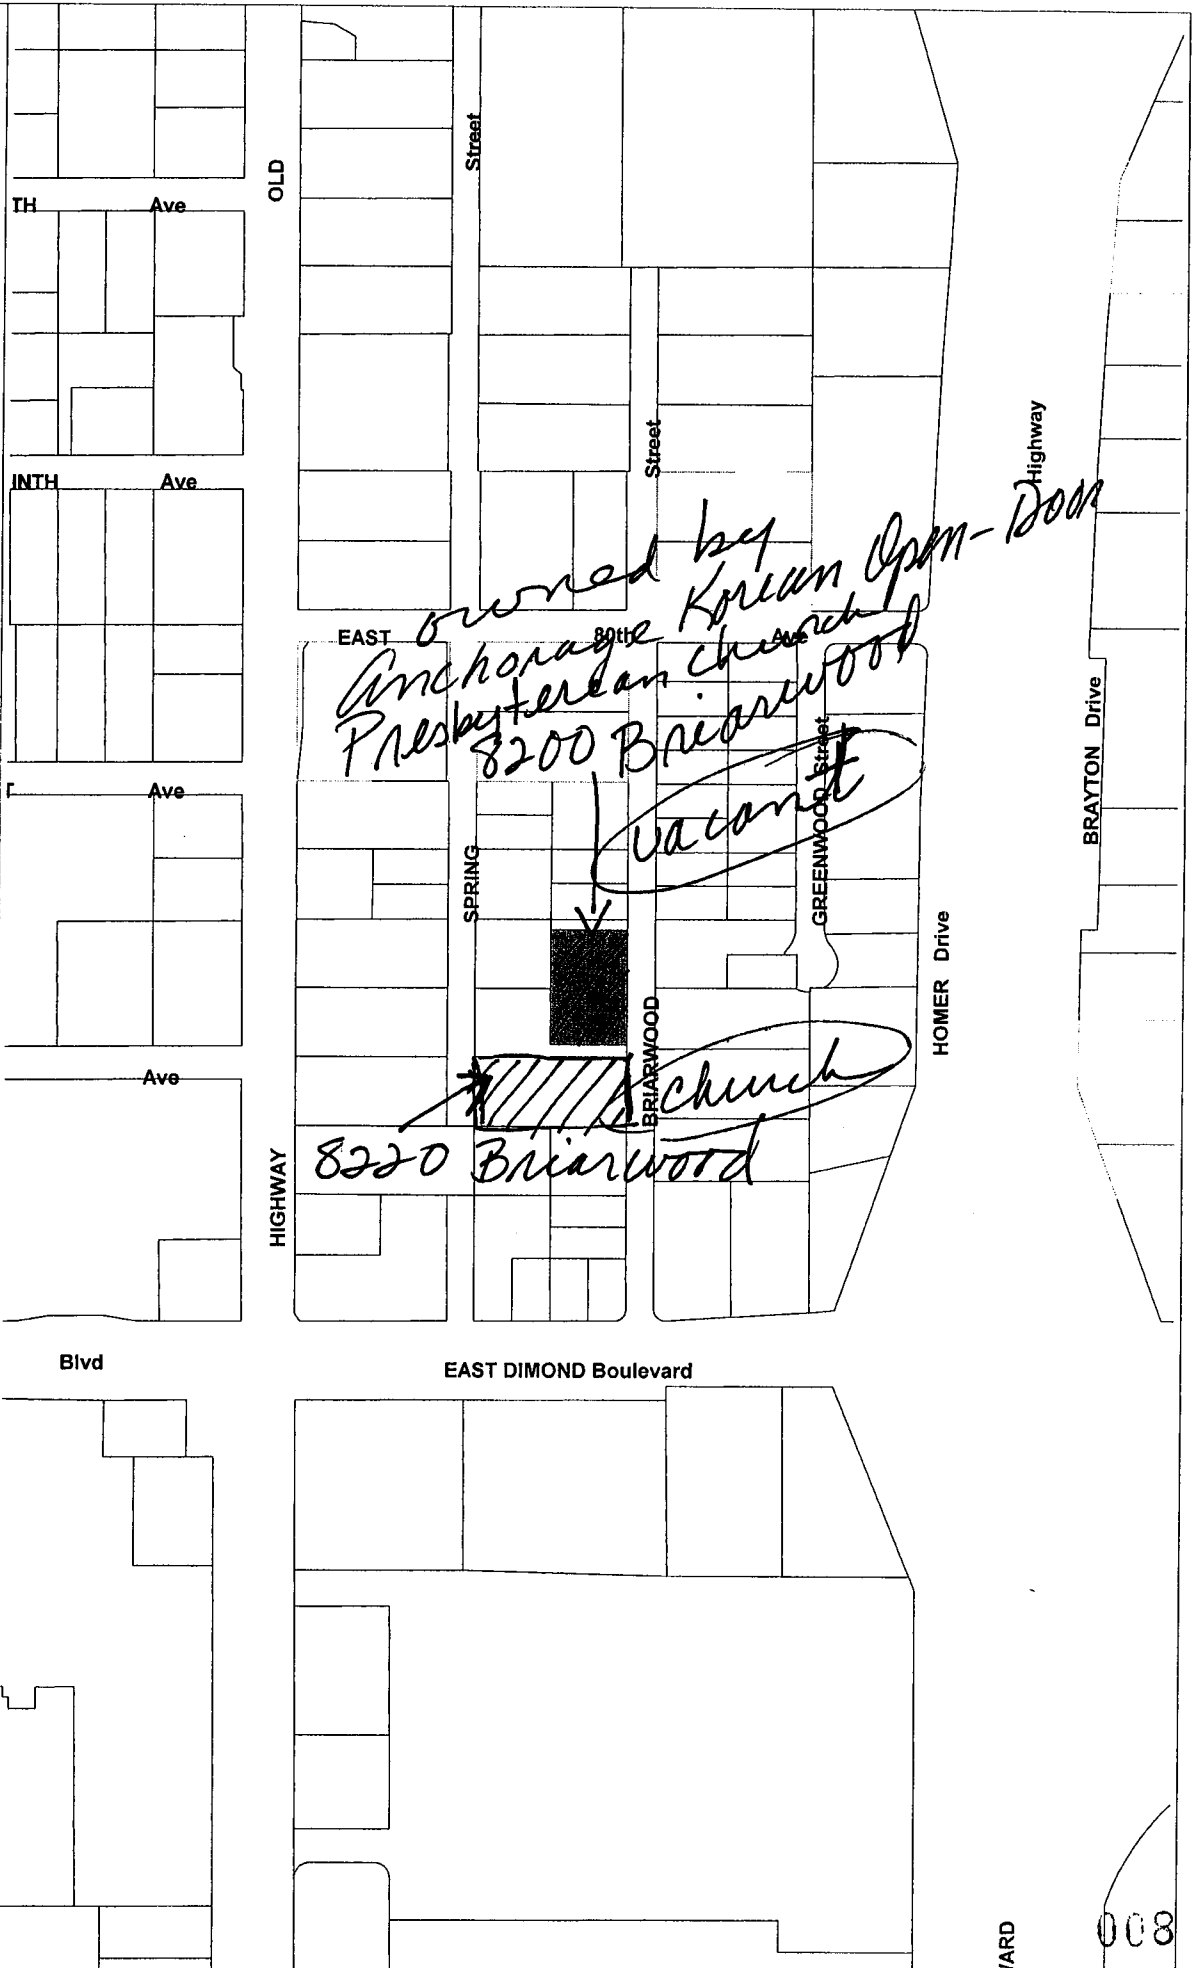 OLD
Street
TH Ave
Street
Highway
INTH Ave
owned by
Anchorage Korean Open-Door
Presbyterean church
8200 Briarwood
vacant
EAST 80th Ave
GREENWOOD Street
BRAYTON Drive
Ave
SPRING
HOMER Drive
BRIARWOOD
church
Ave
8220 Briarwood
HIGHWAY
Blvd
EAST DIMOND Boulevard
WARD
008